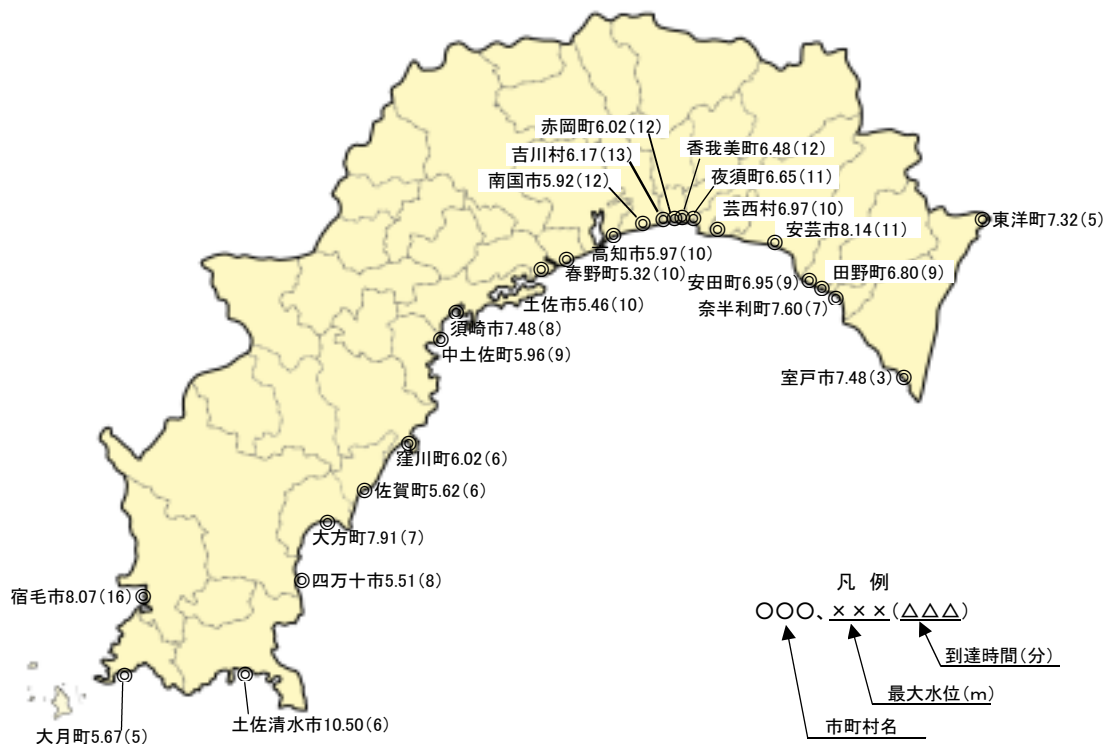 赤岡町6.02(12)
香我美町6.48(12)
吉川村6.17(13)
夜須町6.65(11)
南国市5.92(12)
芸西村6.97(10)
東洋町7.32(5)
安芸市8.14(11)
高知市5.97(10)
春野町5.32(10)
田野町6.80(9)
安田町6.95(9)
土佐市5.46(10)
奈半利町7.60(7)
須崎市7.48(8)
中土佐町5.96(9)
室戸市7.48(3)
窪川町6.02(6)
佐賀町5.62(6)
大方町7.91(7)
四万十市5.51(8)
宿毛市8.07(16)
大月町5.67(5)
土佐清水市10.50(6)
凡 例
○○○、×××(△△△)
到達時間(分)
最大水位(m)
市町村名